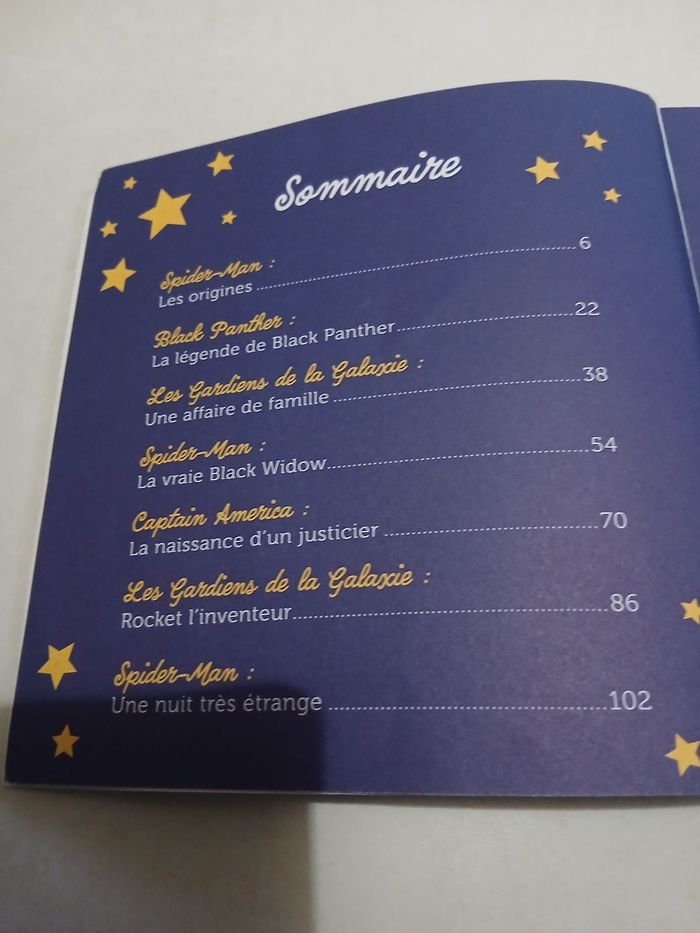 Sommaire
Spider-Man :
Les origines ........ 6
Black Panther :
La légende de Black Panther ........ 22
Les Gardiens de la Galaxie :
Une affaire de famille ........ 38
Spider-Man :
La vraie Black Widow ........ 54
Captain America :
La naissance d'un justicier ........ 70
Les Gardiens de la Galaxie :
Rocket l'inventeur ........ 86
Spider-Man :
Une nuit très étrange ........ 102